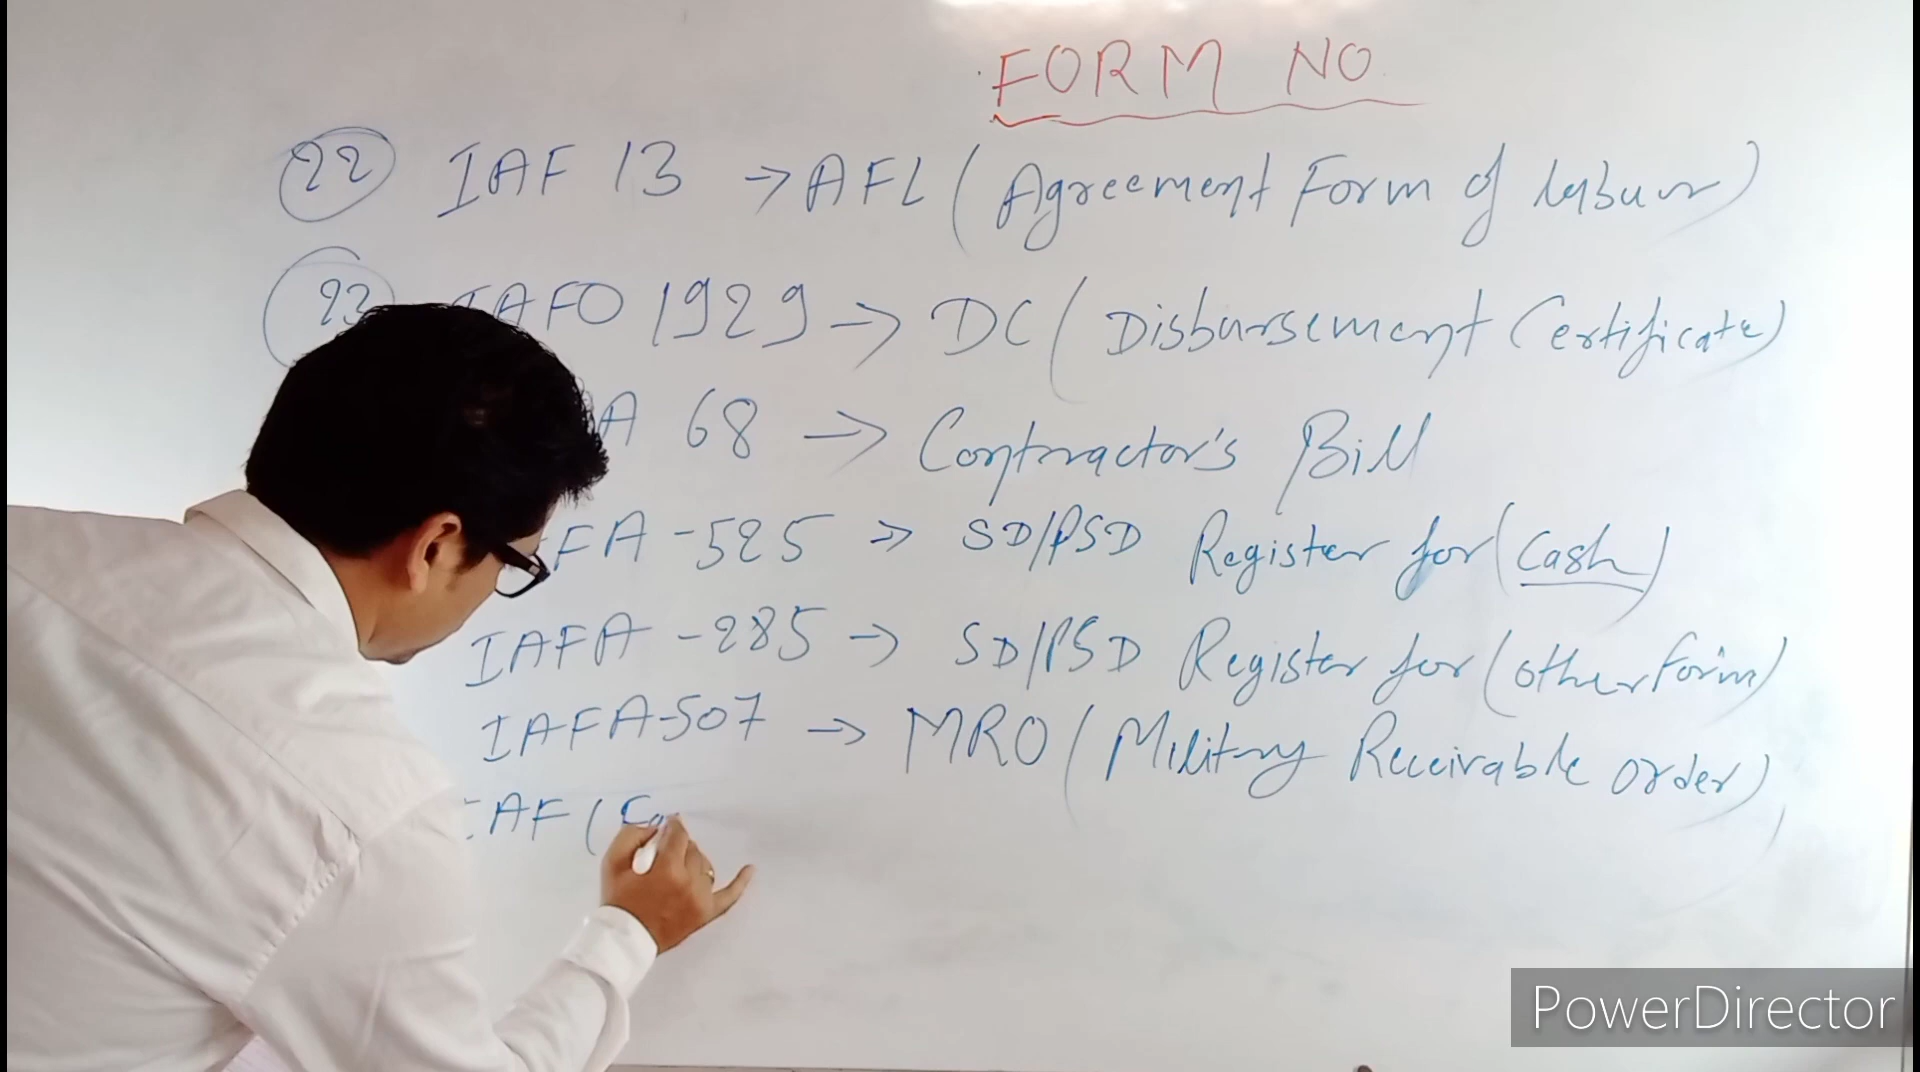 FORM NO
22 IAF 13 → AFL (Agreement Form of labour)
23 IAFO 1929 → DC (Disbursement Certificate)
A 68 → Contractor's Bill
FA-525 → SD/PSD Register for (Cash)
IAFA-285 → SD/PSD Register for (other form)
IAFA-507 → MRO (Military Receivable order)
IAF (
PowerDirector